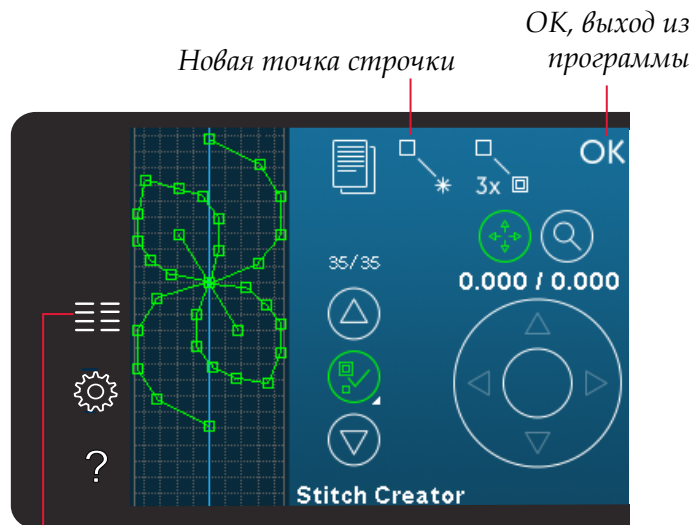 OK, выход из
программы
Новая точка строчки
OK
3x
35/35
0.000 / 0.000
?
Stitch Creator